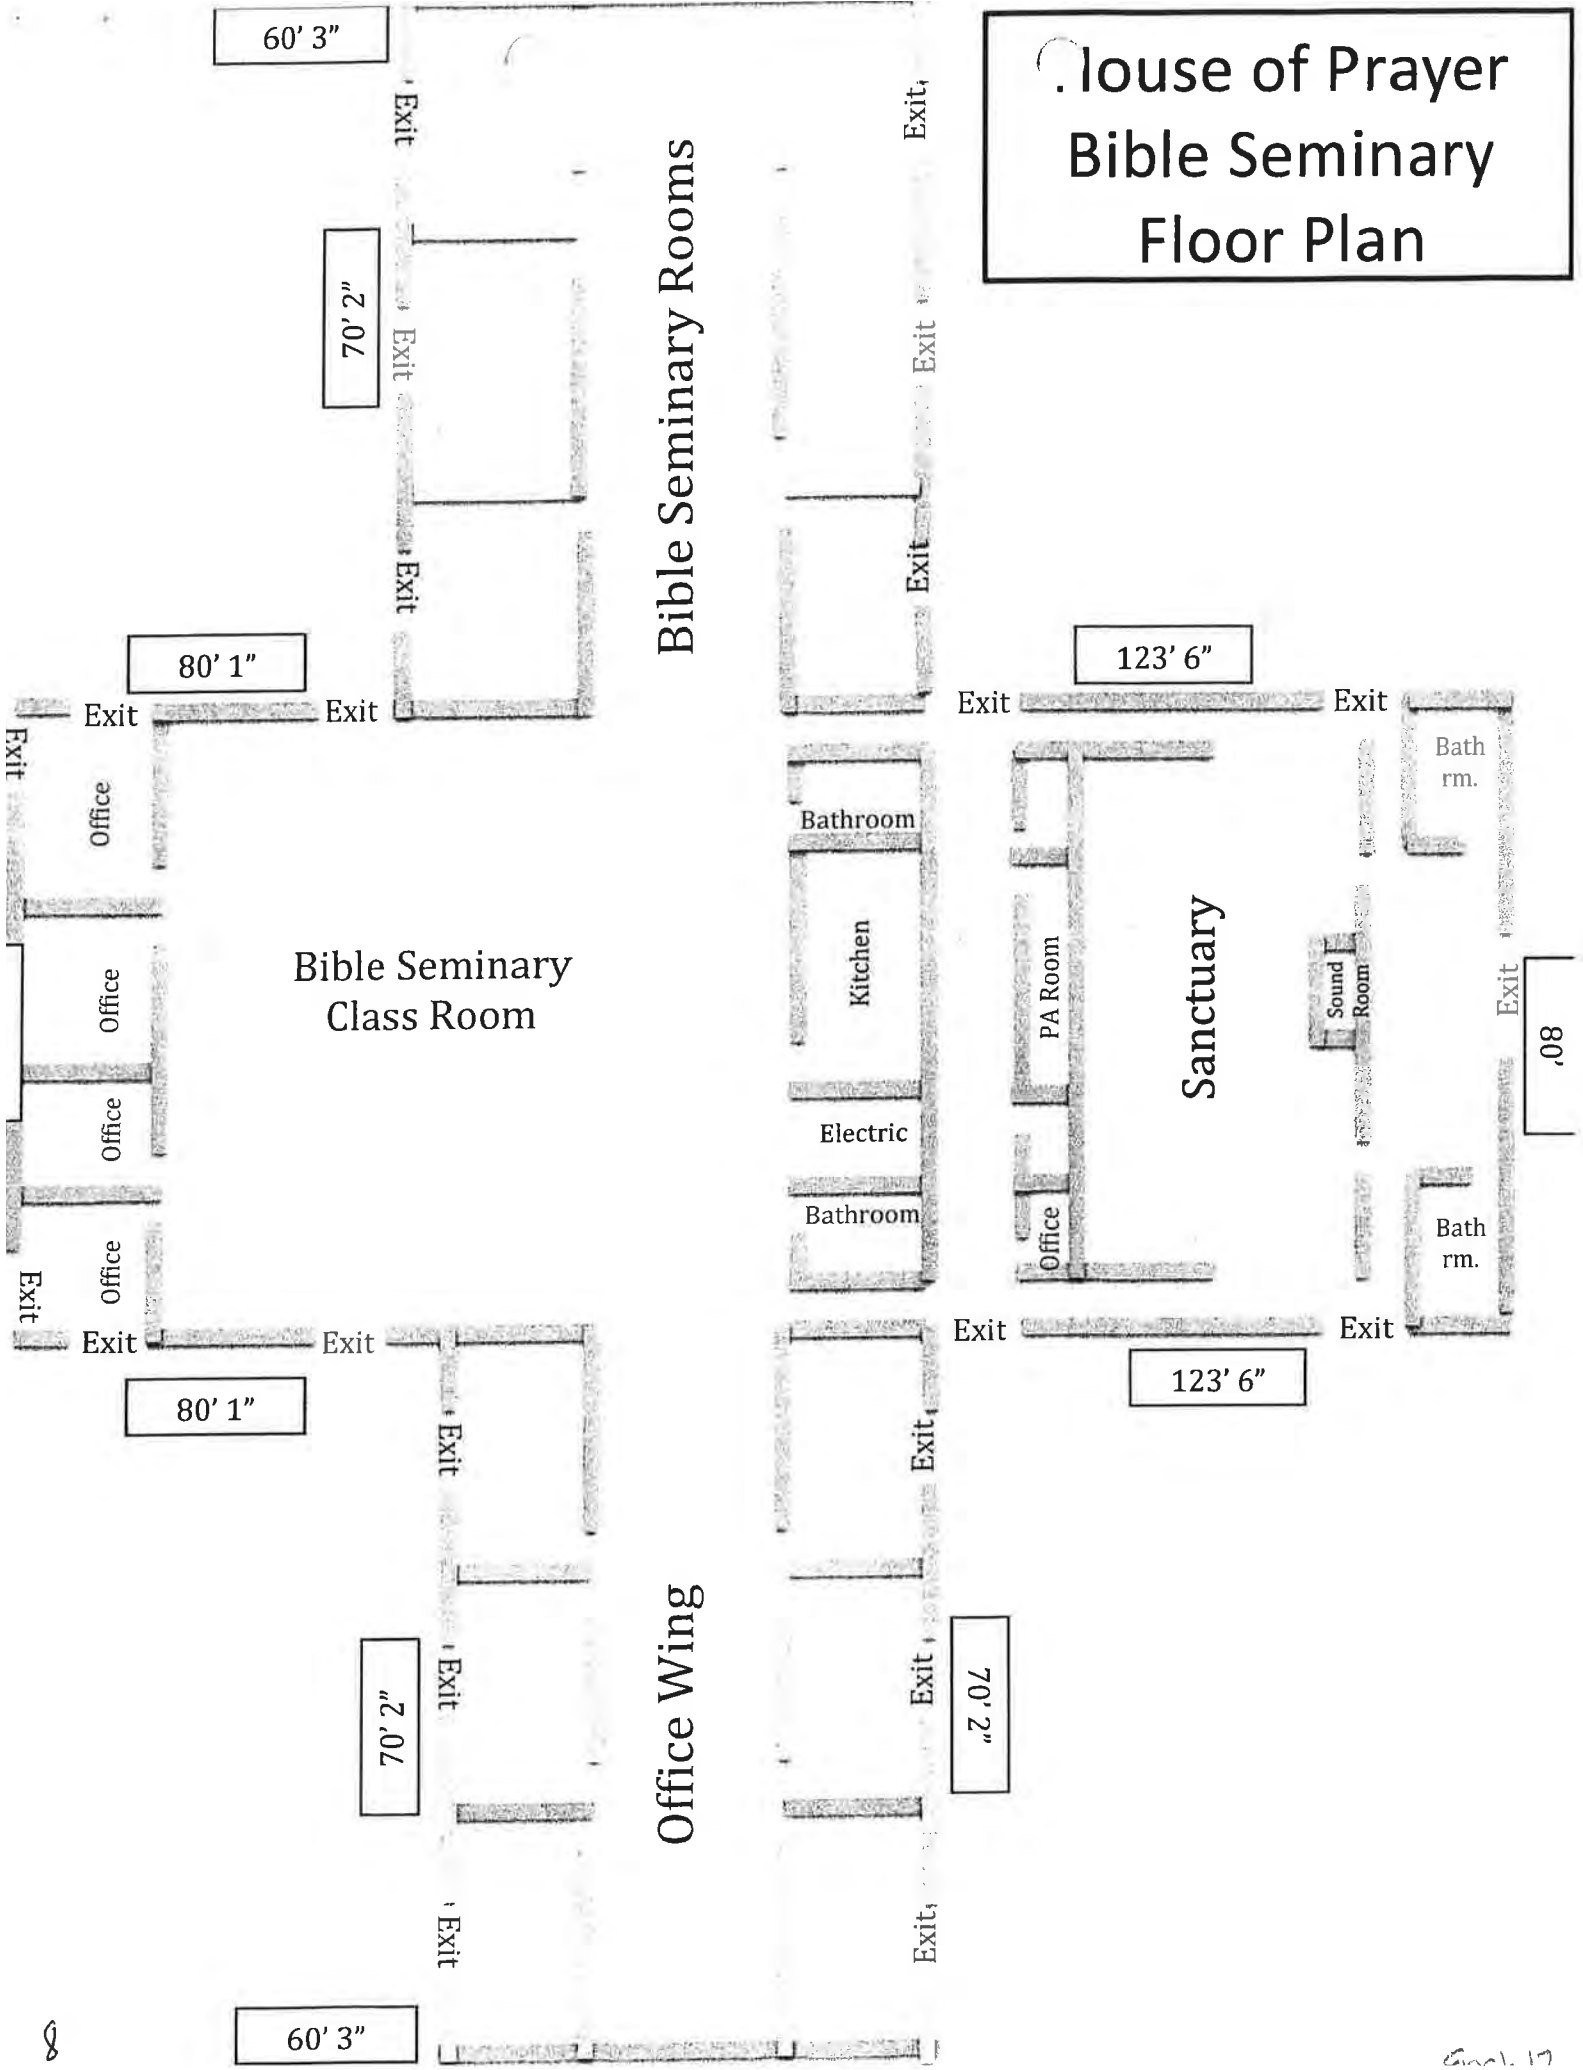 60' 3"
.louse of Prayer
Bible Seminary
Floor Plan
Exit
Exit
Bible Seminary Rooms
70' 2"
Exit
Exit
Exit
Exit
80' 1"
123' 6"
Exit
Exit
Exit
Exit
Exit
Bath
rm.
Office
Bathroom
Bible Seminary
Class Room
Office
Kitchen
PA Room
Sanctuary
Sound
Room
Exit
80'
Office
Electric
Office
Bathroom
Office
Bath
rm.
Exit
Exit
Exit
Exit
Exit
80' 1"
123' 6"
Exit
Exit
Office Wing
70' 2"
Exit
Exit
70' 2"
Exit
Exit
60' 3"
8